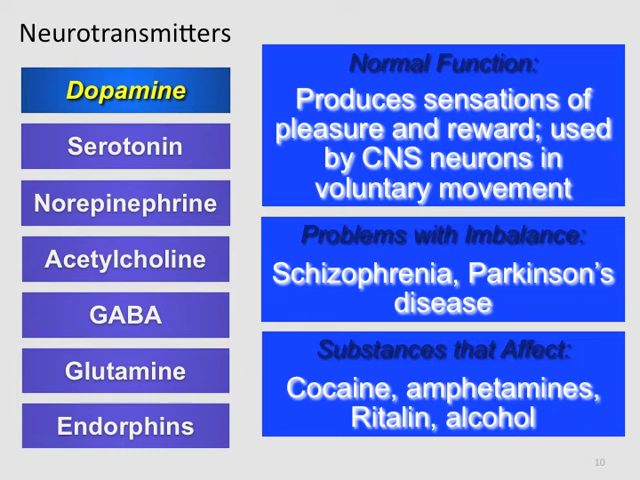 Neurotransmitters
Dopamine
Serotonin
Norepinephrine
Acetylcholine
GABA
Glutamine
Endorphins
Normal Function:
Produces sensations of
pleasure and reward; used
by CNS neurons in
voluntary movement
Problems with Imbalance:
Schizophrenia, Parkinson's
disease
Substances that Affect:
Cocaine, amphetamines,
Ritalin, alcohol
10